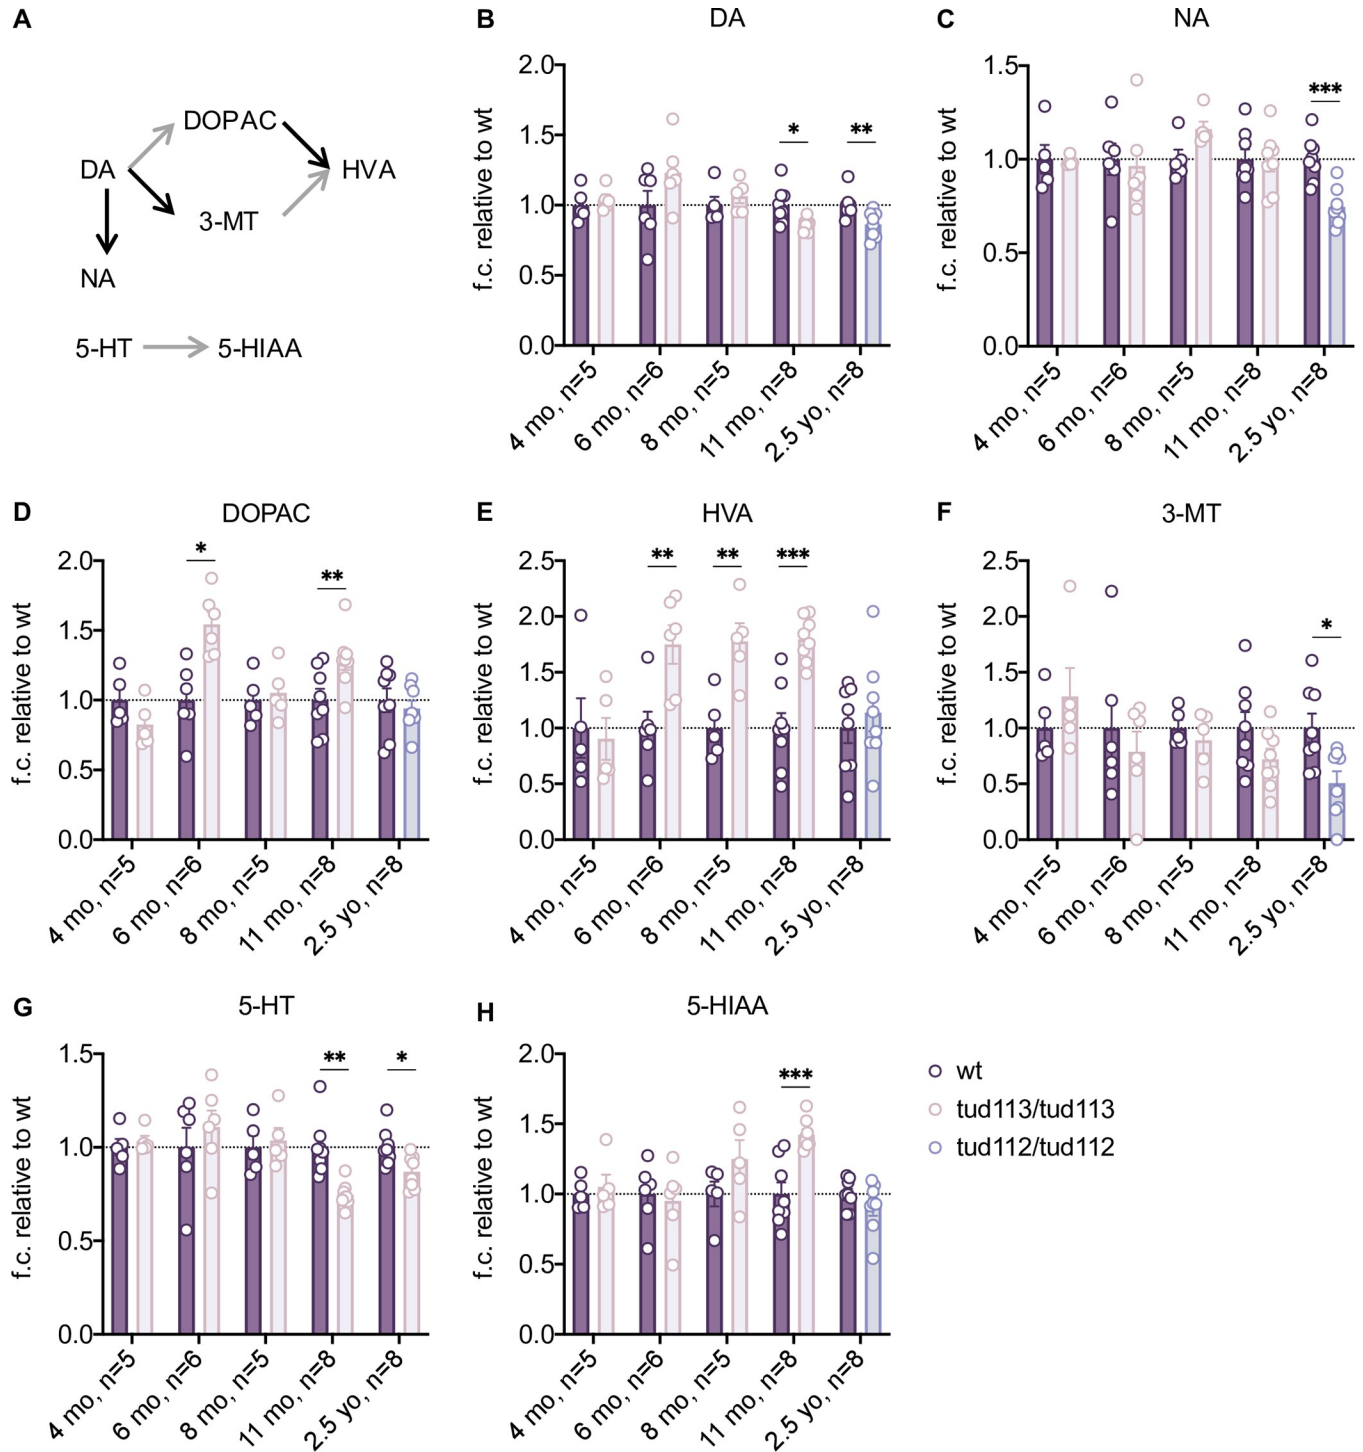 A
DOPAC
DA
HVA
3-MT
NA
5-HT
5-HIAA
B
DA
f.c. relative to wt
2.0
1.5
1.0
0.5
0.0
*
**
4 mo, n=5
6 mo, n=6
8 mo, n=5
11 mo, n=8
2.5 yo, n=8
C
NA
f.c. relative to wt
1.5
1.0
0.5
0.0
***
4 mo, n=5
6 mo, n=6
8 mo, n=5
11 mo, n=8
2.5 yo, n=8
D
DOPAC
f.c. relative to wt
2.0
1.5
1.0
0.5
0.0
*
**
4 mo, n=5
6 mo, n=6
8 mo, n=5
11 mo, n=8
2.5 yo, n=8
E
HVA
f.c. relative to wt
2.5
2.0
1.5
1.0
0.5
0.0
**
**
***
4 mo, n=5
6 mo, n=6
8 mo, n=5
11 mo, n=8
2.5 yo, n=8
F
3-MT
f.c. relative to wt
2.5
2.0
1.5
1.0
0.5
0.0
*
4 mo, n=5
6 mo, n=6
8 mo, n=5
11 mo, n=8
2.5 yo, n=8
G
5-HT
f.c. relative to wt
1.5
1.0
0.5
0.0
**
*
4 mo, n=5
6 mo, n=6
8 mo, n=5
11 mo, n=8
2.5 yo, n=8
H
5-HIAA
f.c. relative to wt
2.0
1.5
1.0
0.5
0.0
***
4 mo, n=5
6 mo, n=6
8 mo, n=5
11 mo, n=8
2.5 yo, n=8
wt
tud113/tud113
tud112/tud112